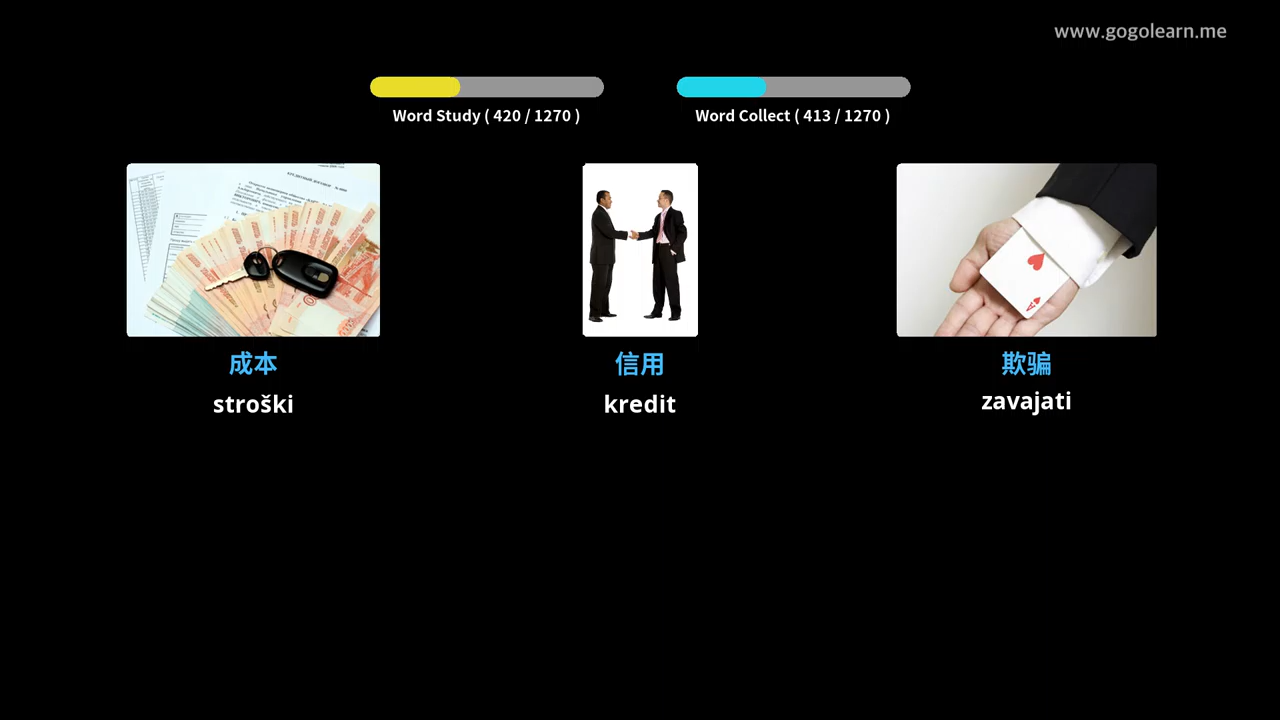 www.gogolearn.me
Word Study ( 420 / 1270 )
Word Collect ( 413 / 1270 )
成本
信用
欺骗
stroški
kredit
zavajati